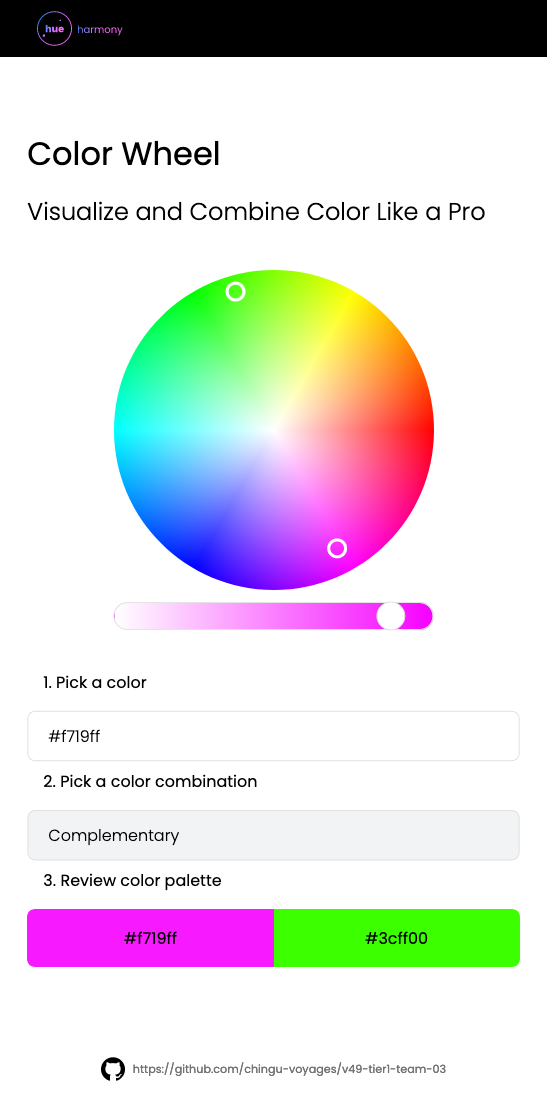 hue harmony
Color Wheel
Visualize and Combine Color Like a Pro
1. Pick a color
#f719ff
2. Pick a color combination
Complementary
3. Review color palette
#f719ff #3cff00
https://github.com/chingu-voyages/v49-tier1-team-03